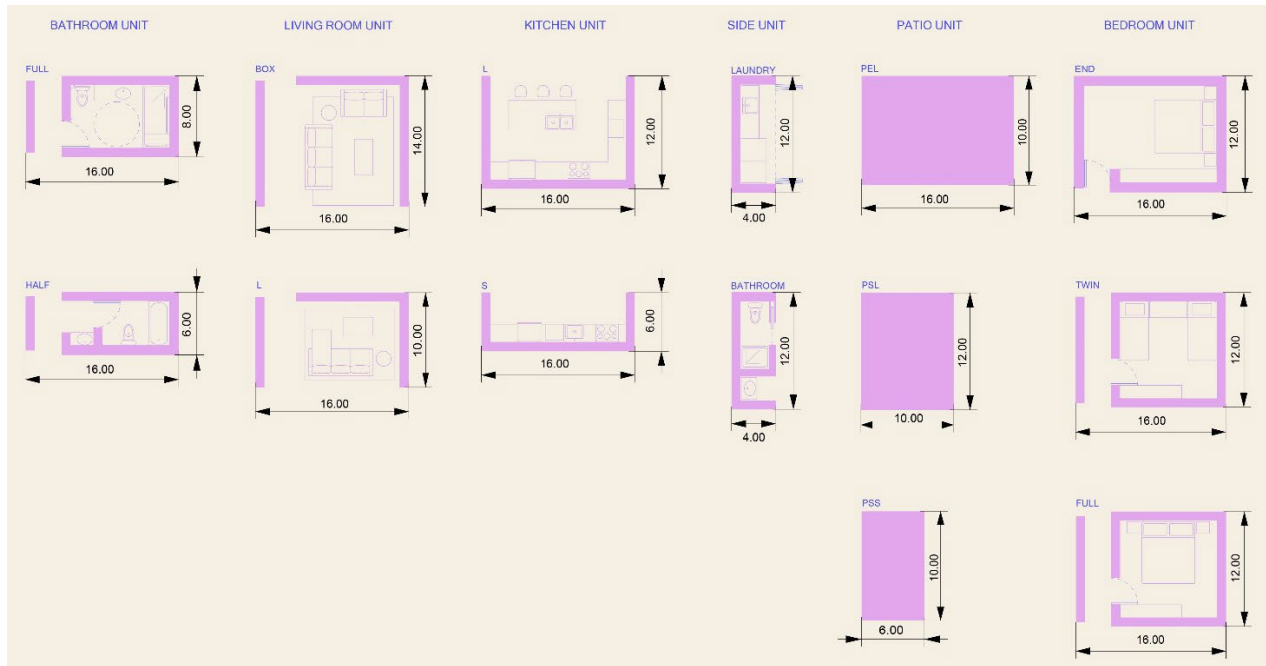 BATHROOM UNIT
LIVING ROOM UNIT
KITCHEN UNIT
SIDE UNIT
PATIO UNIT
BEDROOM UNIT
FULL
8.00
16.00
BOX
14.00
16.00
L
12.00
16.00
LAUNDRY
12.00
4.00
PEL
10.00
16.00
END
12.00
16.00
HALF
6.00
16.00
L
10.00
16.00
S
6.00
16.00
BATHROOM
12.00
4.00
PSL
12.00
10.00
TWIN
12.00
16.00
PSS
10.00
6.00
FULL
12.00
16.00